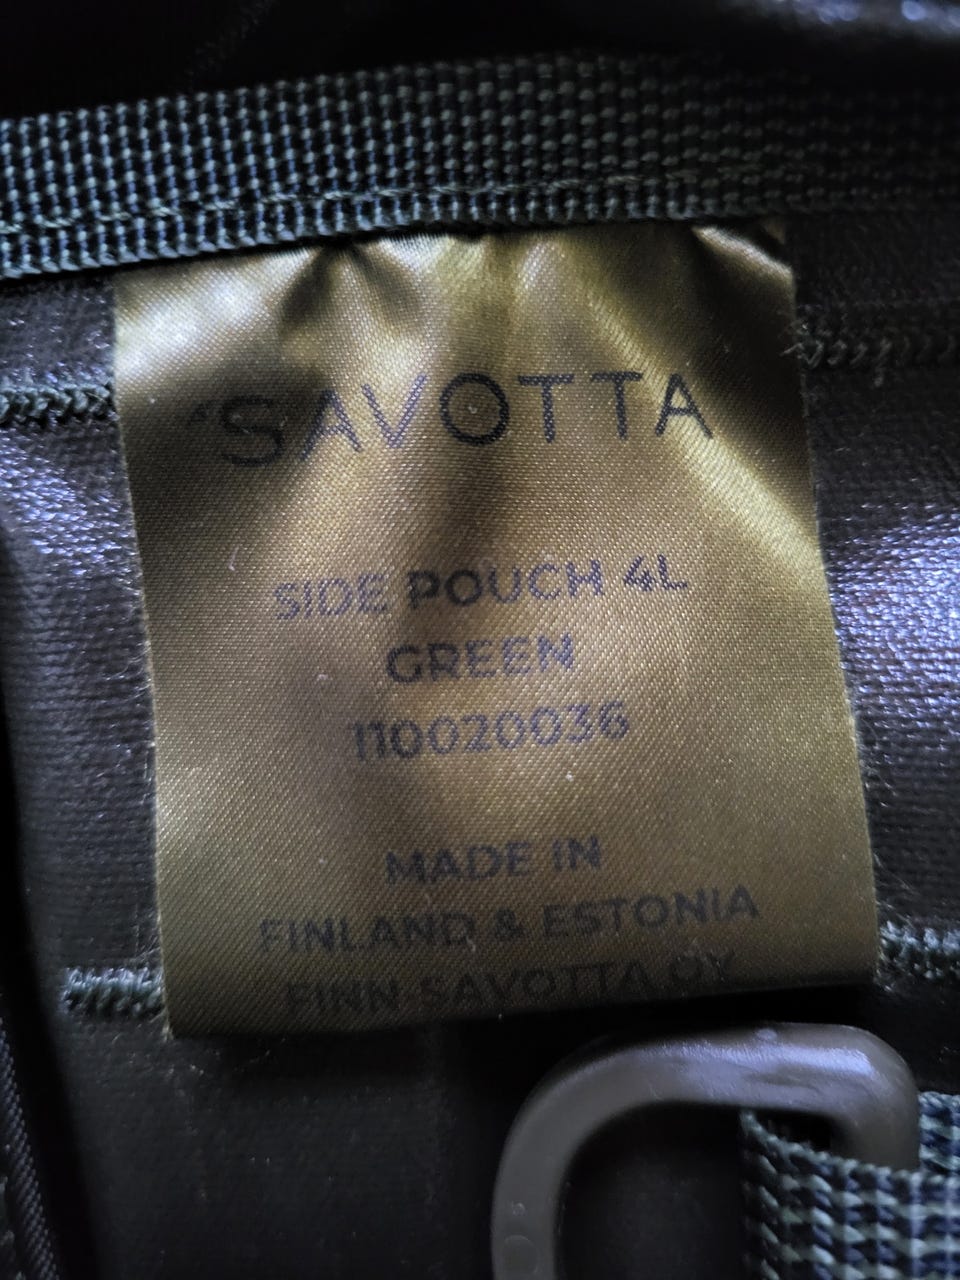 SAVOTTA
SIDE POUCH 4L
GREEN
110020036
MADE IN
FINLAND & ESTONIA
FINN-SAVOTTA OY